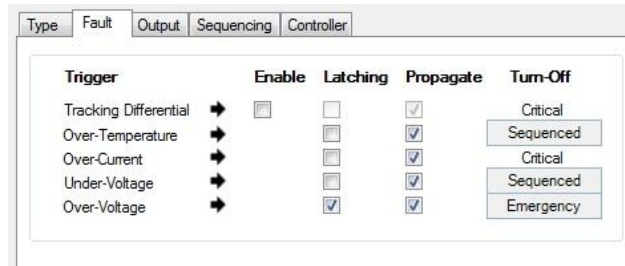 Type Fault Output Sequencing Controller
Trigger Enable Latching Propagate Turn-Off
Tracking Differential Critical
Over-Temperature Sequenced
Over-Current Critical
Under-Voltage Sequenced
Over-Voltage Emergency